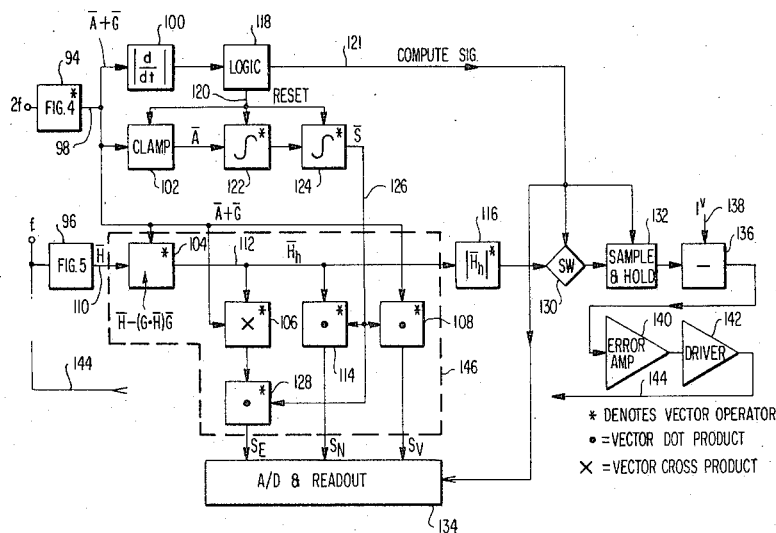 Ā+Ḡ
94
100
118
121
COMPUTE SIG.
| d/dt |
LOGIC
120
RESET
2f
FIG.4 *
98
CLAMP
Ā
∫ *
∫ *
S̄
102
122
124
126
Ā+Ḡ
f
96
FIG.5
H̄
110
*
104
112
H̄h
116
|H̄h| *
SW
130
132
SAMPLE & HOLD
1V
138
136
–
H̄-(G•H̄)Ḡ
× *
106
• *
114
• *
108
128
• *
146
140
ERROR AMP
142
DRIVER
144
144
SE
SN
SV
A/D & READOUT
134
* DENOTES VECTOR OPERATOR
• =VECTOR DOT PRODUCT
× =VECTOR CROSS PRODUCT